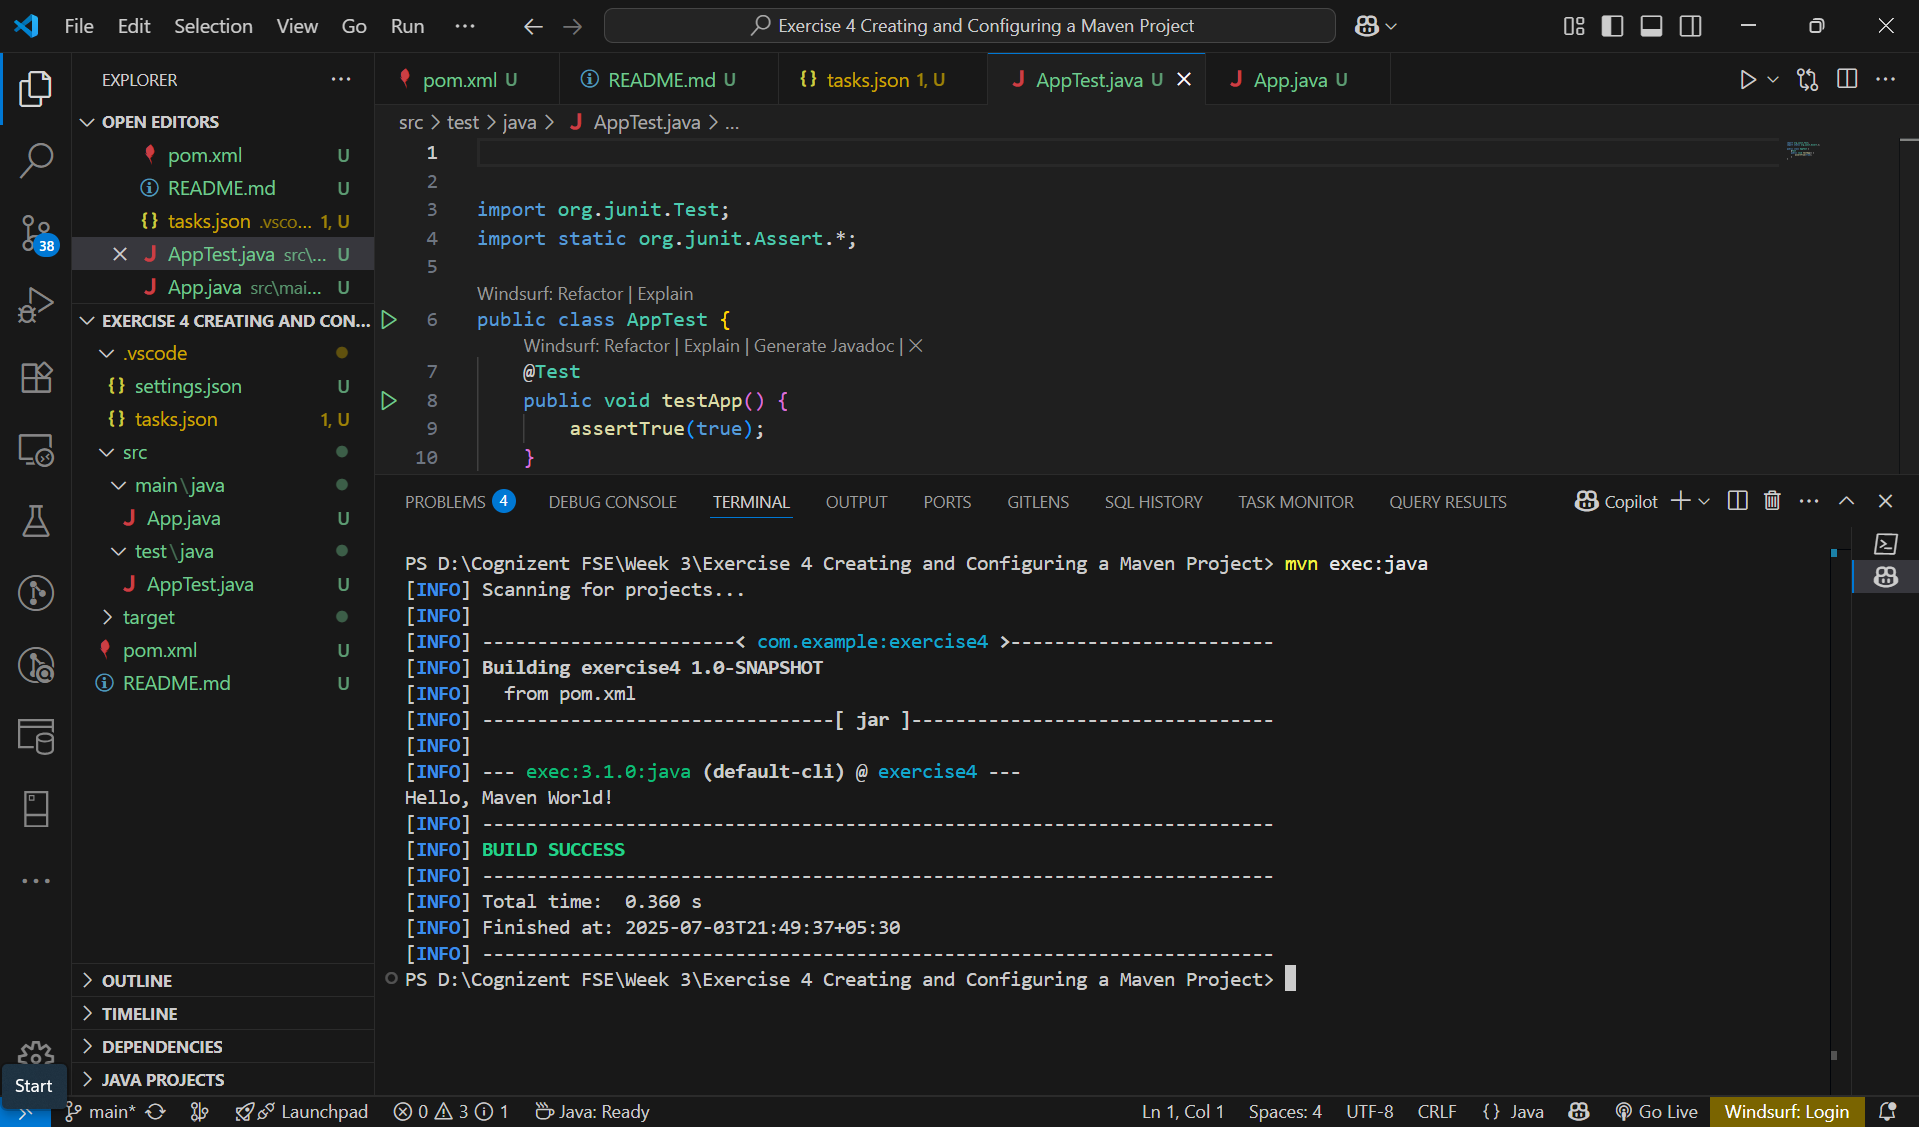 File Edit Selection View Go Run ···
Exercise 4 Creating and Configuring a Maven Project
EXPLORER ···
OPEN EDITORS
pom.xml U
README.md U
tasks.json .vsco... 1, U
AppTest.java src\... U
App.java src\mai... U
EXERCISE 4 CREATING AND CON...
.vscode
{} settings.json U
{} tasks.json 1, U
src
main\java
J App.java U
test\java
J AppTest.java U
target
pom.xml U
README.md U
OUTLINE
TIMELINE
DEPENDENCIES
JAVA PROJECTS
38
Start
pom.xml U README.md U {} tasks.json 1, U J AppTest.java U J App.java U
src > test > java > J AppTest.java > ...
1
2
3 import org.junit.Test;
4 import static org.junit.Assert.*;
5
Windsurf: Refactor | Explain
6 public class AppTest {
Windsurf: Refactor | Explain | Generate Javadoc | ×
7 @Test
8 public void testApp() {
9 assertTrue(true);
10 }
PROBLEMS 4 DEBUG CONSOLE TERMINAL OUTPUT PORTS GITLENS SQL HISTORY TASK MONITOR QUERY RESULTS Copilot
PS D:\Cognizent FSE\Week 3\Exercise 4 Creating and Configuring a Maven Project> mvn exec:java
[INFO] Scanning for projects...
[INFO]
[INFO] -----------------------< com.example:exercise4 >------------------------
[INFO] Building exercise4 1.0-SNAPSHOT
[INFO]   from pom.xml
[INFO] --------------------------------[ jar ]---------------------------------
[INFO]
[INFO] --- exec:3.1.0:java (default-cli) @ exercise4 ---
Hello, Maven World!
[INFO] ------------------------------------------------------------------------
[INFO] BUILD SUCCESS
[INFO] ------------------------------------------------------------------------
[INFO] Total time:  0.360 s
[INFO] Finished at: 2025-07-03T21:49:37+05:30
[INFO] ------------------------------------------------------------------------
PS D:\Cognizent FSE\Week 3\Exercise 4 Creating and Configuring a Maven Project>
main* Launchpad 0 3 1 Java: Ready Ln 1, Col 1 Spaces: 4 UTF-8 CRLF {} Java Go Live Windsurf: Login